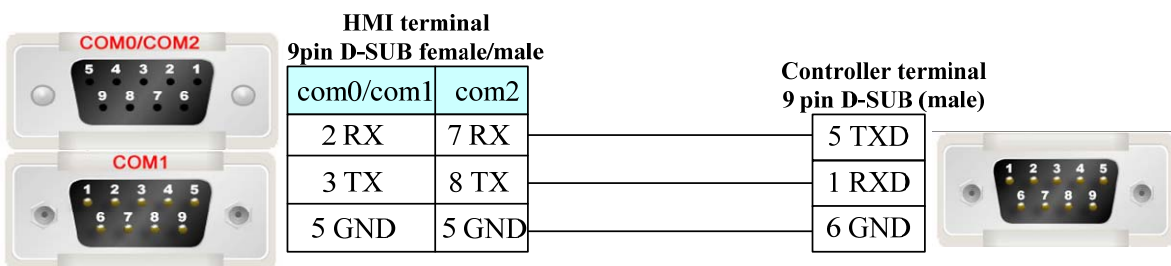 HMI terminal
9pin D-SUB female/male
COM0/COM2
5 4 3 2 1
9 8 7 6
COM1
1 2 3 4 5
6 7 8 9
com0/com1 com2
2 RX 7 RX
3 TX 8 TX
5 GND 5 GND
Controller terminal
9 pin D-SUB (male)
5 TXD
1 RXD
6 GND
1 2 3 4 5
6 7 8 9